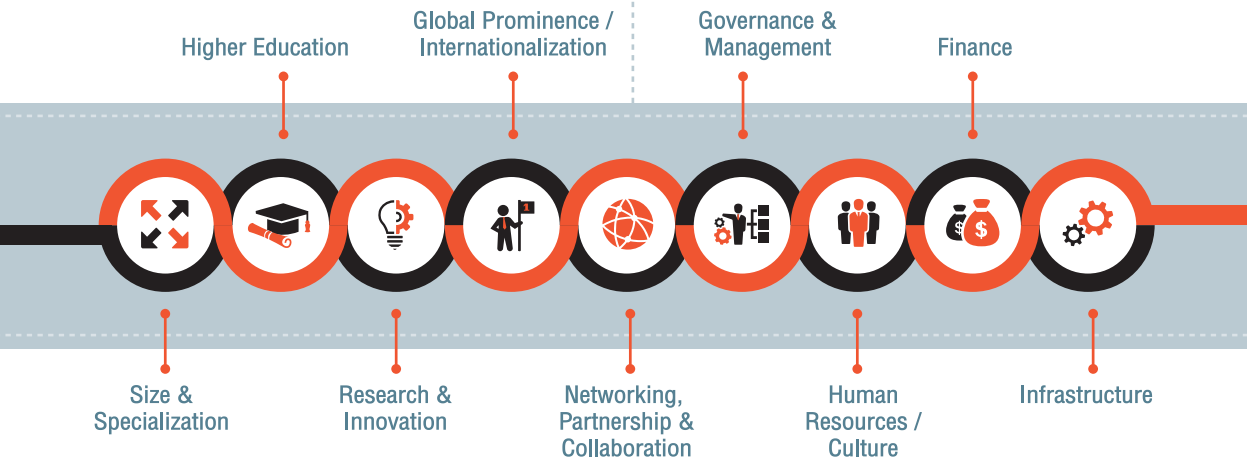 Higher Education
Global Prominence /
Internationalization
Governance &
Management
Finance
1
$
$
Size &
Specialization
Research &
Innovation
Networking,
Partnership &
Collaboration
Human
Resources /
Culture
Infrastructure